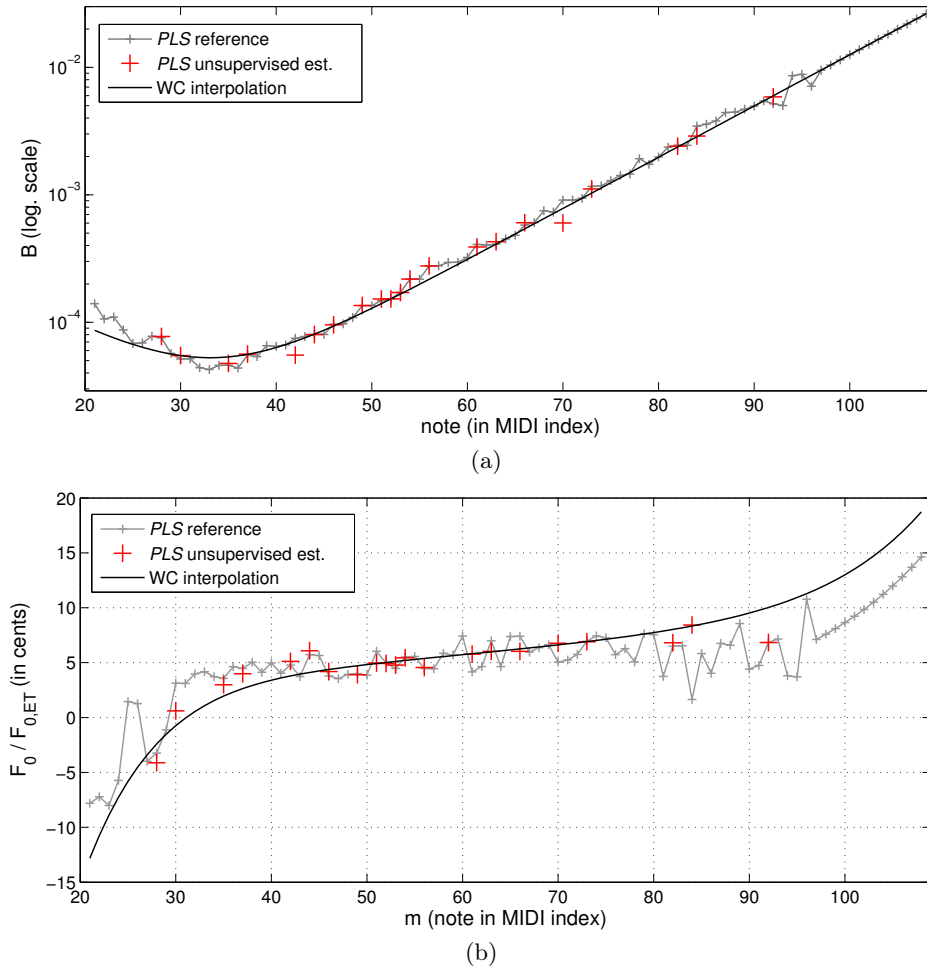 PLS reference
PLS unsupervised est.
WC interpolation
10⁻²
10⁻³
10⁻⁴
B (log. scale)
20 30 40 50 60 70 80 90 100
note (in MIDI index)
(a)
PLS reference
PLS unsupervised est.
WC interpolation
20
15
10
5
0
−5
−10
−15
F₀ / F₀,ET (in cents)
20 30 40 50 60 70 80 90 100
m (note in MIDI index)
(b)